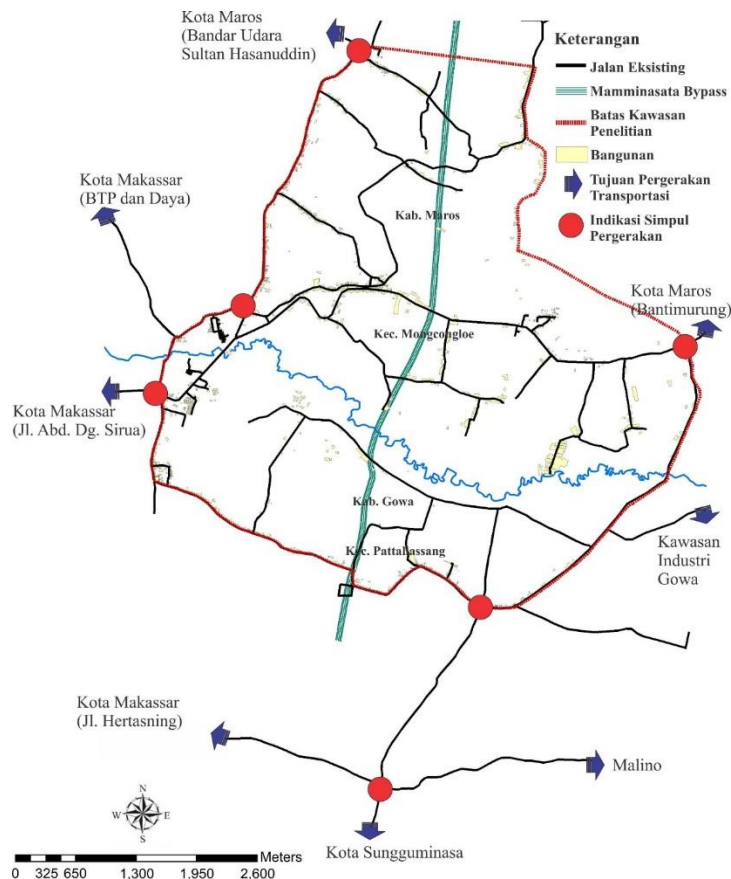 Kota Maros
(Bandar Udara
Sultan Hasanuddin)
Keterangan
Jalan Eksisting
Mamminasata Bypass
Batas Kawasan
Penelitian
Bangunan
Tujuan Pergerakan
Transportasi
Indikasi Simpul
Pergerakan
Kota Makassar
(BTP dan Daya)
Kab. Maros
Kota Maros
(Bantimurung)
Kec. Moncongloe
Kota Makassar
(Jl. Abd. Dg. Sirua)
Kab. Gowa
Kec. Pattallassang
Kawasan
Industri
Gowa
Kota Makassar
(Jl. Hertasning)
Malino
Kota Sungguminasa
N
W
E
S
Meters
0 325 650 1.300 1.950 2.600